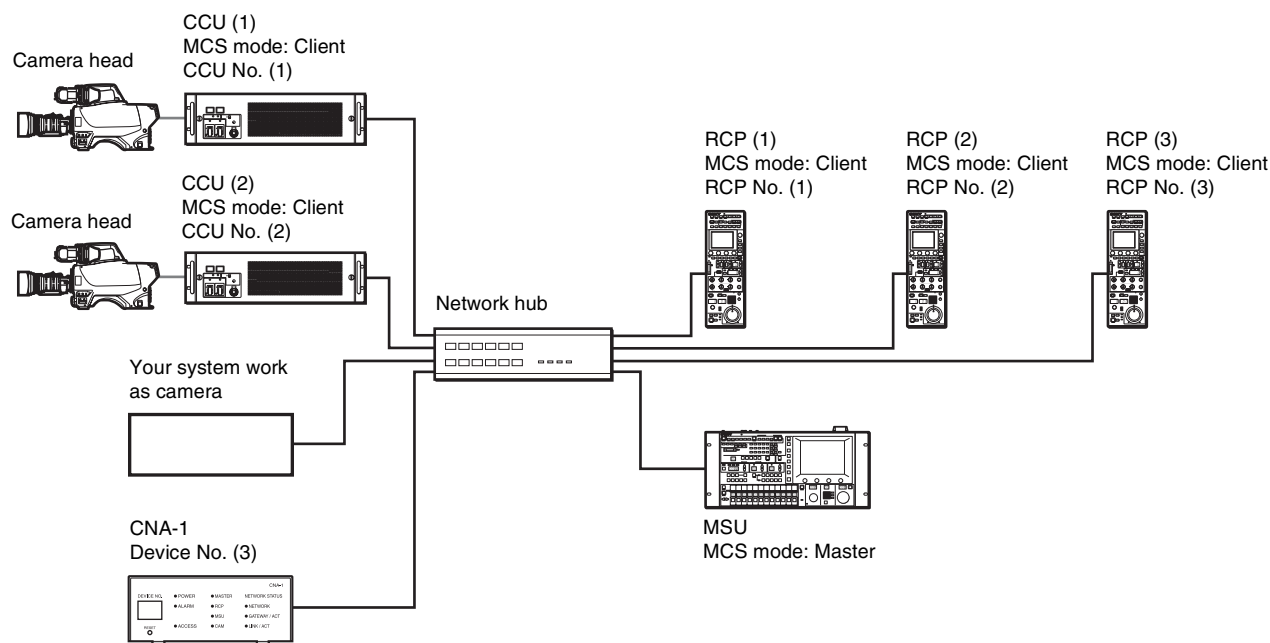 CCU (1)
MCS mode: Client
CCU No. (1)
Camera head
CCU (2)
MCS mode: Client
CCU No. (2)
Camera head
RCP (1)
MCS mode: Client
RCP No. (1)
RCP (2)
MCS mode: Client
RCP No. (2)
RCP (3)
MCS mode: Client
RCP No. (3)
Network hub
Your system work
as camera
MSU
MCS mode: Master
CNA-1
Device No. (3)
CNA-1
DEVICE NO.
POWER
MASTER
NETWORK STATUS
ALARM
RCP
NETWORK
MSU
GATEWAY / ACT
RESET
ACCESS
CAM
LINK / ACT